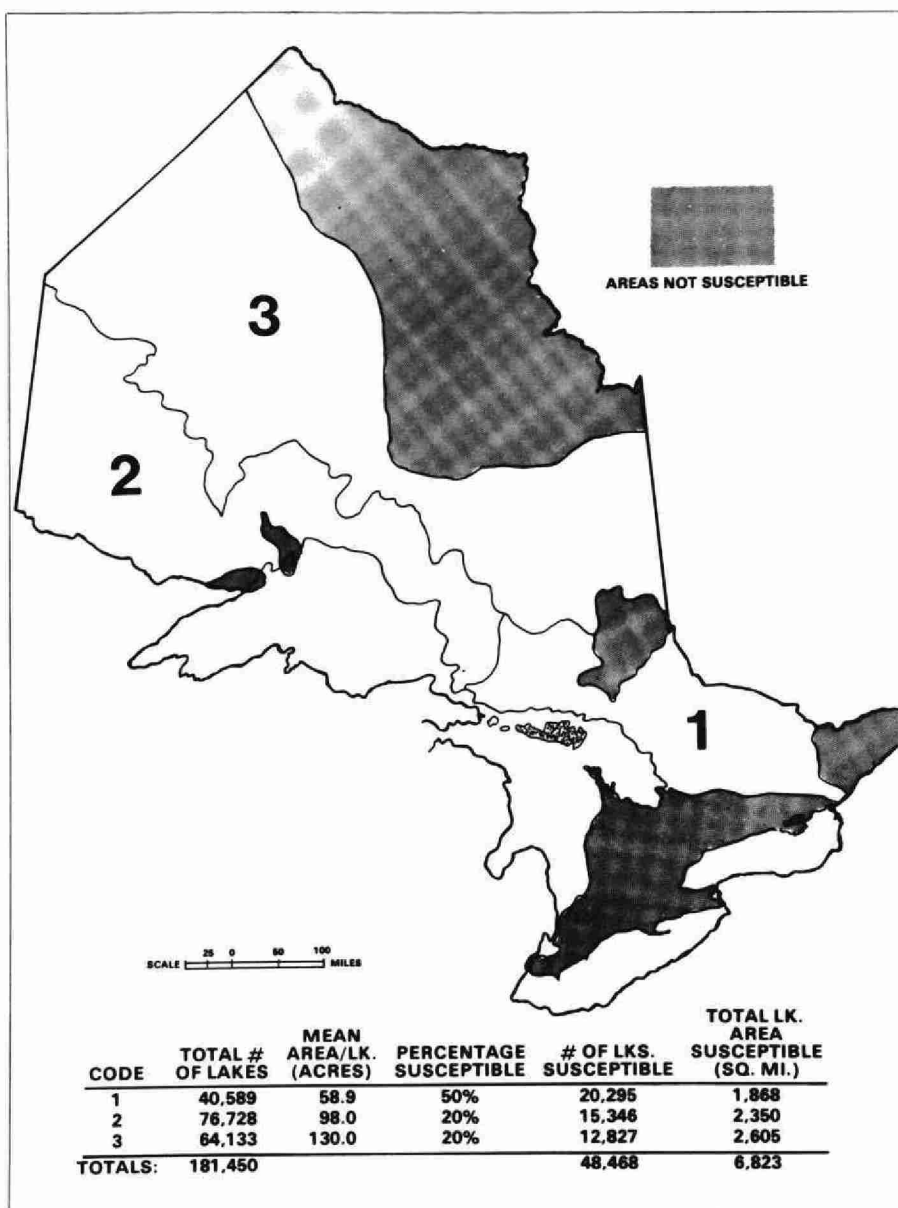 3
AREAS NOT SUSCEPTIBLE
2
1
25 0 50 100
SCALE MILES
CODE TOTAL # OF LAKES MEAN AREA/LK. (ACRES) PERCENTAGE SUSCEPTIBLE # OF LKS. SUSCEPTIBLE TOTAL LK. AREA SUSCEPTIBLE (SQ. MI.)
1 40,589 58.9 50% 20,295 1,868
2 76,728 98.0 20% 15,346 2,350
3 64,133 130.0 20% 12,827 2,605
TOTALS: 181,450 48,468 6,823